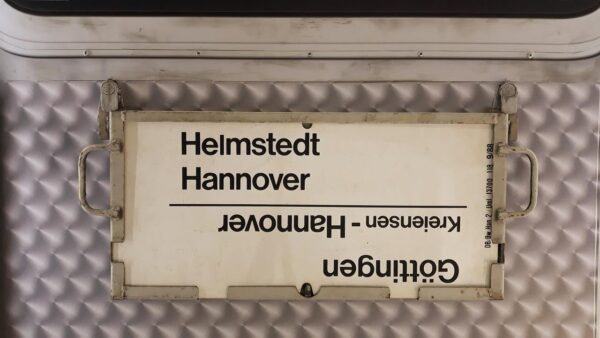 Helmstedt
Hannover
Göttingen
Kreiensen - Hannover